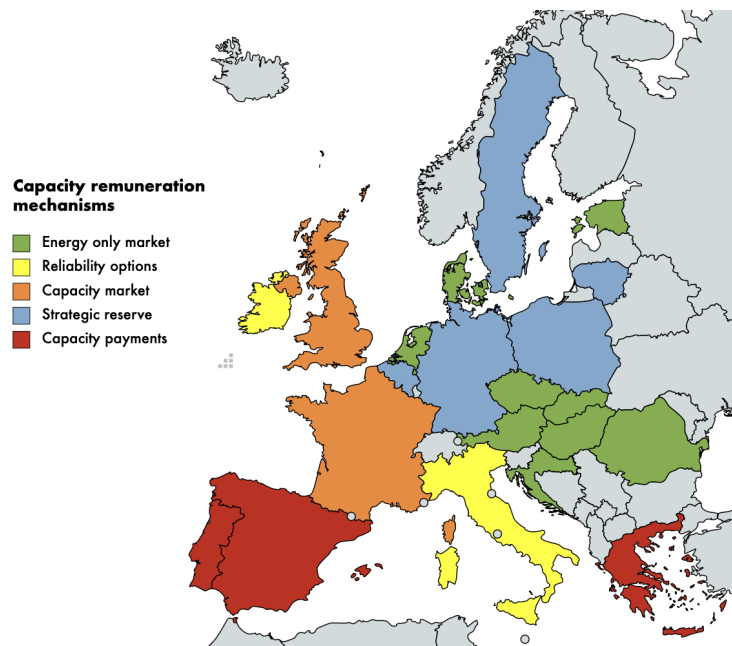 Capacity remuneration
mechanisms
Energy only market
Reliability options
Capacity market
Strategic reserve
Capacity payments